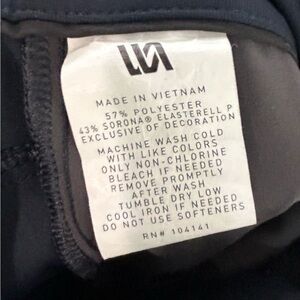 MADE IN VIETNAM
57% POLYESTER
43% SORONA® ELASTERELL P
EXCLUSIVE OF DECORATION
MACHINE WASH COLD
WITH LIKE COLORS
ONLY NON-CHLORINE
BLEACH IF NEEDED
REMOVE PROMPTLY
AFTER WASH
TUMBLE DRY LOW
COOL IRON IF NEEDED
DO NOT USE SOFTENERS
RN# 104141